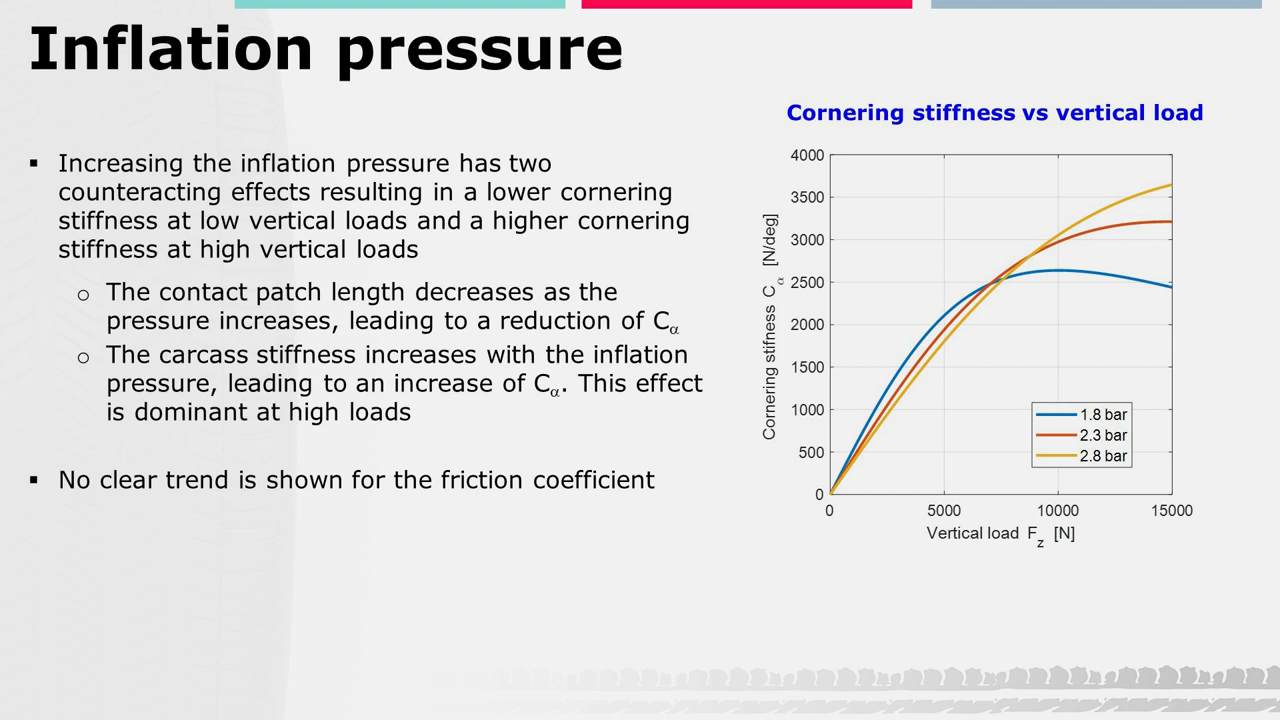 Inflation pressure
▪ Increasing the inflation pressure has two
counteracting effects resulting in a lower cornering
stiffness at low vertical loads and a higher cornering
stiffness at high vertical loads
o The contact patch length decreases as the
pressure increases, leading to a reduction of Cα
o The carcass stiffness increases with the inflation
pressure, leading to an increase of Cα. This effect
is dominant at high loads
▪ No clear trend is shown for the friction coefficient
Cornering stiffness vs vertical load
Cornering stifness Cα [N/deg]
4000
3500
3000
2500
2000
1500
1000
500
0
1.8 bar
2.3 bar
2.8 bar
0 5000 10000 15000
Vertical load Fz [N]